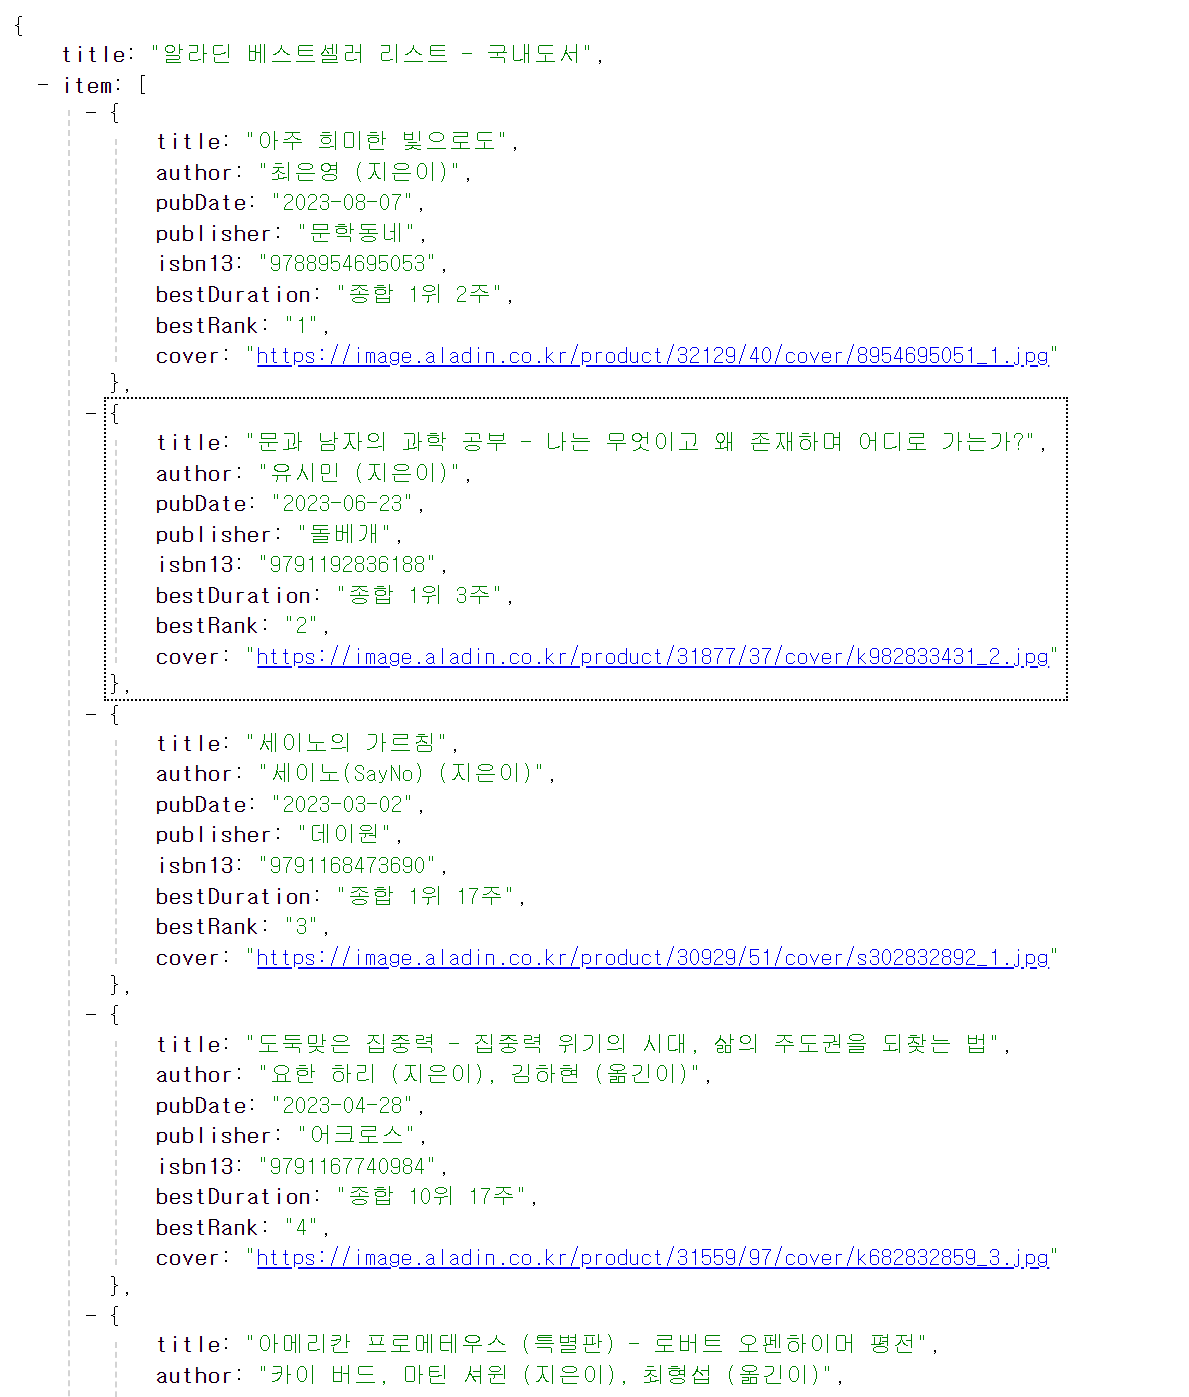 {
title: "알라딘 베스트셀러 리스트 - 국내도서",
- item: [
- {
title: "아주 희미한 빛으로도",
author: "최은영 (지은이)",
pubDate: "2023-08-07",
publisher: "문학동네",
isbn13: "9788954695053",
bestDuration: "종합 1위 2주",
bestRank: "1",
cover: "https://image.aladin.co.kr/product/32129/40/cover/8954695051_1.jpg"
},
- {
title: "문과 남자의 과학 공부 - 나는 무엇이고 왜 존재하며 어디로 가는가?",
author: "유시민 (지은이)",
pubDate: "2023-06-23",
publisher: "돌베개",
isbn13: "9791192836188",
bestDuration: "종합 1위 3주",
bestRank: "2",
cover: "https://image.aladin.co.kr/product/31877/37/cover/k982833431_2.jpg"
},
- {
title: "세이노의 가르침",
author: "세이노(SayNo) (지은이)",
pubDate: "2023-03-02",
publisher: "데이원",
isbn13: "9791168473690",
bestDuration: "종합 1위 17주",
bestRank: "3",
cover: "https://image.aladin.co.kr/product/30929/51/cover/s302832892_1.jpg"
},
- {
title: "도둑맞은 집중력 - 집중력 위기의 시대, 삶의 주도권을 되찾는 법",
author: "요한 하리 (지은이), 김하현 (옮긴이)",
pubDate: "2023-04-28",
publisher: "어크로스",
isbn13: "9791167740984",
bestDuration: "종합 10위 17주",
bestRank: "4",
cover: "https://image.aladin.co.kr/product/31559/97/cover/k682832859_3.jpg"
},
- {
title: "아메리칸 프로메테우스 (특별판) - 로버트 오펜하이머 평전",
author: "카이 버드, 마틴 셔윈 (지은이), 최형섭 (옮긴이)",